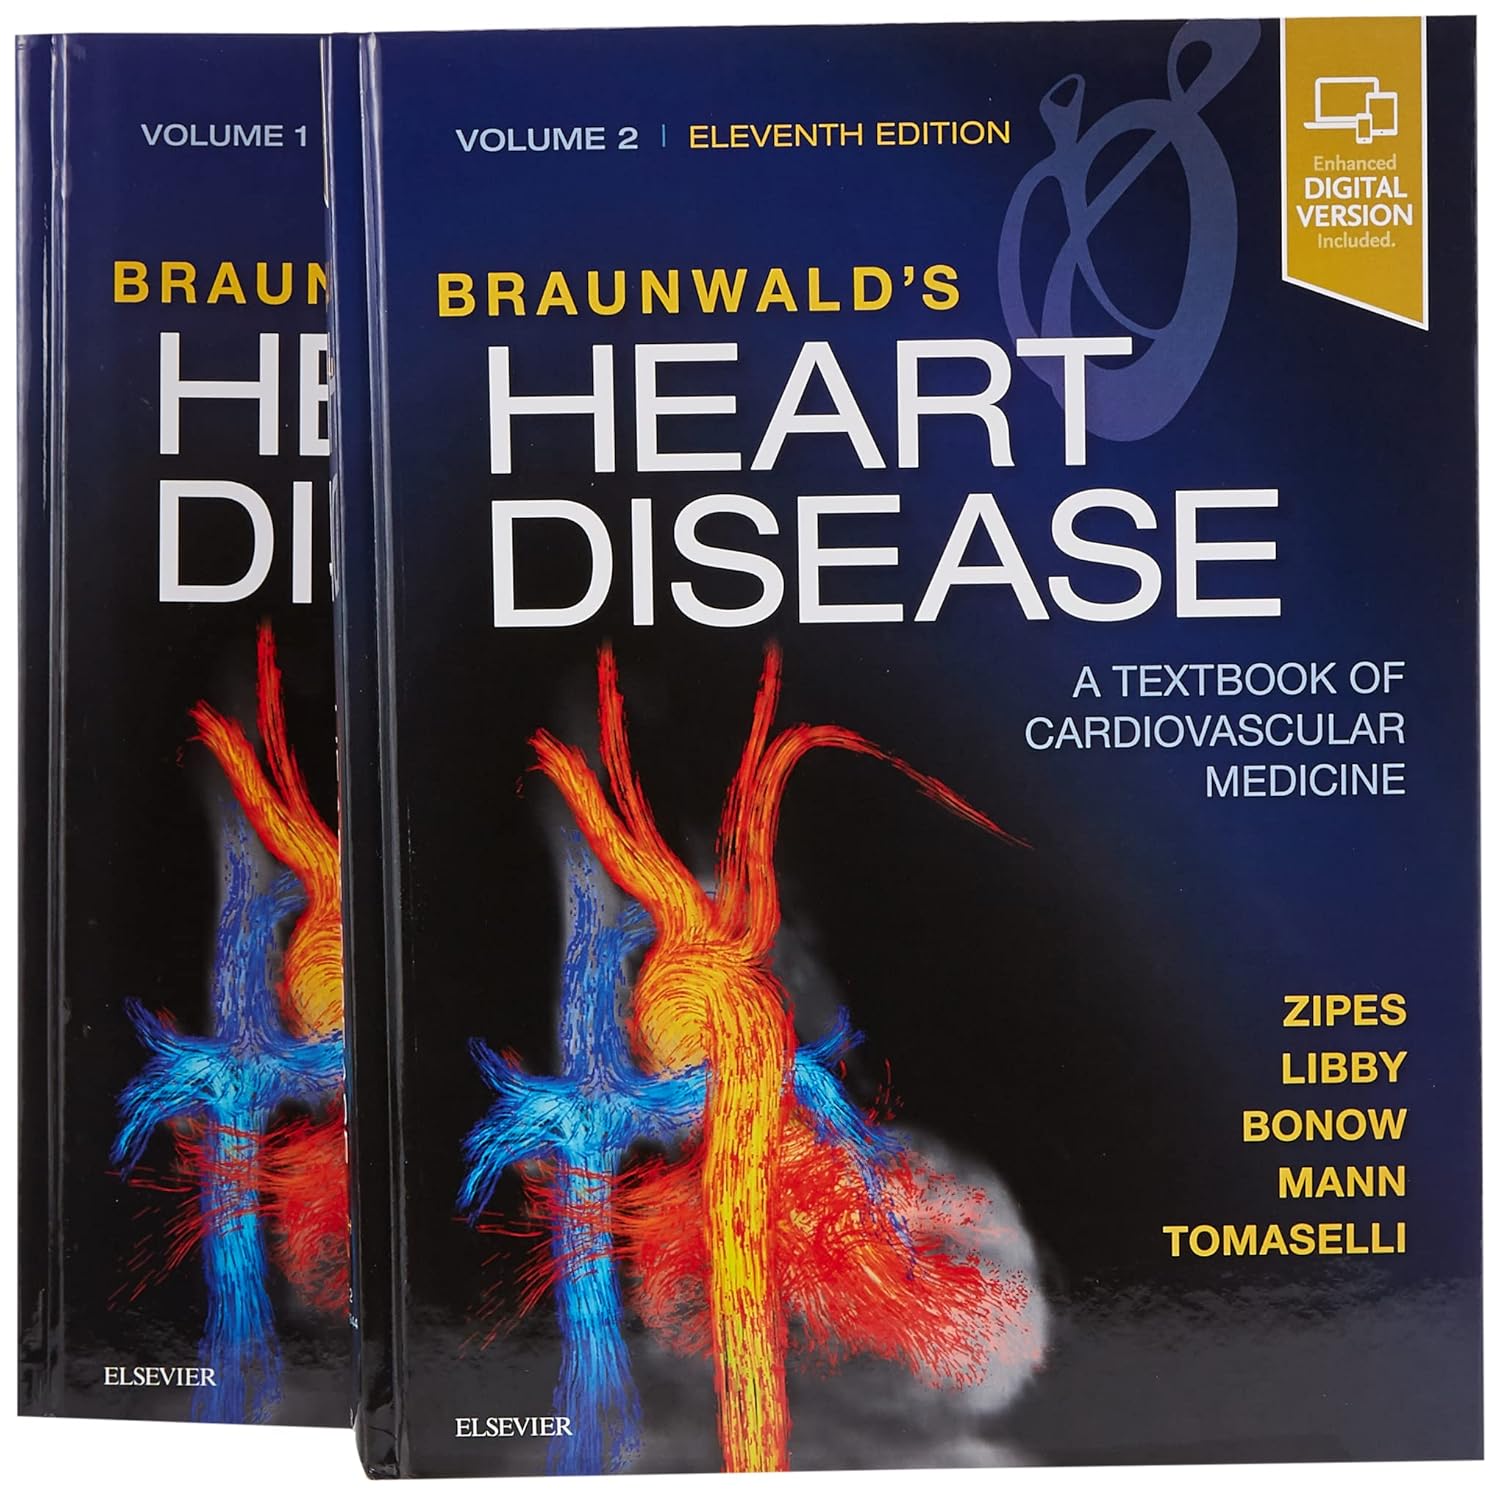 VOLUME 1
BRAUN
HE
DI
ELSEVIER
VOLUME 2 | ELEVENTH EDITION
BRAUNWALD'S
HEART
DISEASE
A TEXTBOOK OF
CARDIOVASCULAR
MEDICINE
ZIPES
LIBBY
BONOW
MANN
TOMASELLI
ELSEVIER
Enhanced
DIGITAL
VERSION
Included.